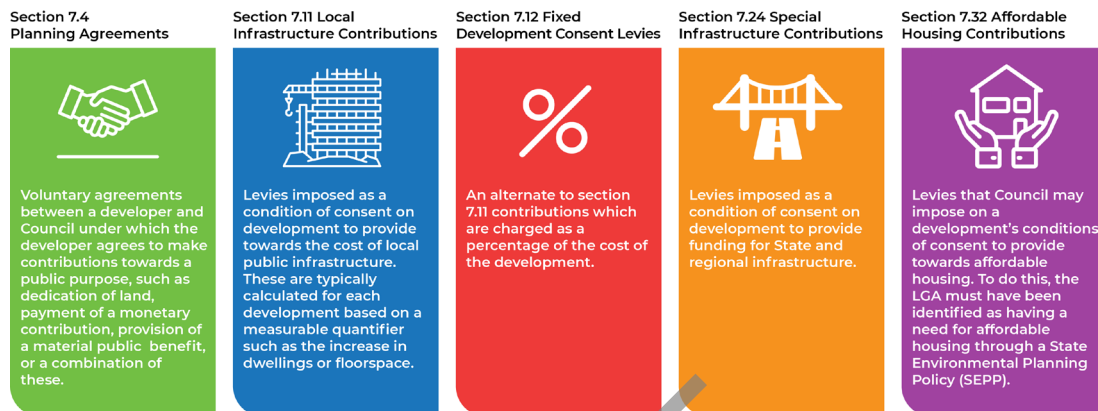 Section 7.4
Planning Agreements
Voluntary agreements
between a developer and
Council under which the
developer agrees to make
contributions towards a
public purpose, such as
dedication of land,
payment of a monetary
contribution, provision of
a material public benefit,
or a combination of
these.
Section 7.11 Local
Infrastructure Contributions
Levies imposed as a
condition of consent on
development to provide
towards the cost of local
public infrastructure.
These are typically
calculated for each
development based on a
measurable quantifier
such as the increase in
dwellings or floorspace.
Section 7.12 Fixed
Development Consent Levies
%
An alternate to section
7.11 contributions which
are charged as a
percentage of the cost of
the development.
Section 7.24 Special
Infrastructure Contributions
Levies imposed as a
condition of consent on
development to provide
funding for State and
regional infrastructure.
Section 7.32 Affordable
Housing Contributions
Levies that Council may
impose on a
development's conditions
of consent to provide
towards affordable
housing. To do this, the
LGA must have been
identified as having a
need for affordable
housing through a State
Environmental Planning
Policy (SEPP).